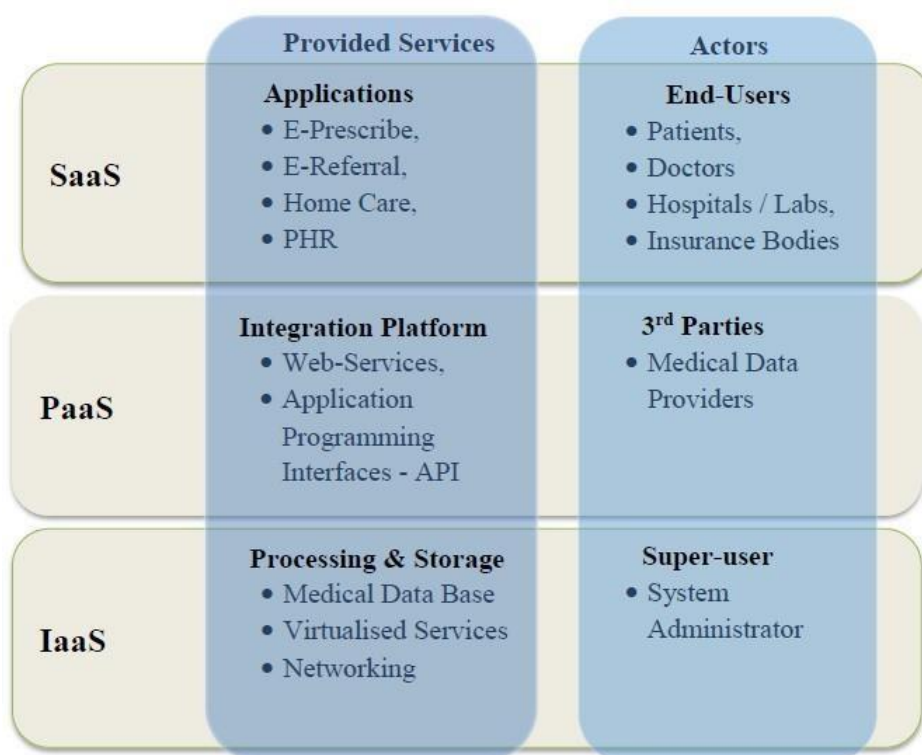 Provided Services
Actors
SaaS
Applications
• E-Prescribe,
• E-Referral,
• Home Care,
• PHR
End-Users
• Patients,
• Doctors
• Hospitals / Labs,
• Insurance Bodies
PaaS
Integration Platform
• Web-Services,
• Application
Programming
Interfaces - API
3rd Parties
• Medical Data
Providers
IaaS
Processing & Storage
• Medical Data Base
• Virtualised Services
• Networking
Super-user
• System
Administrator